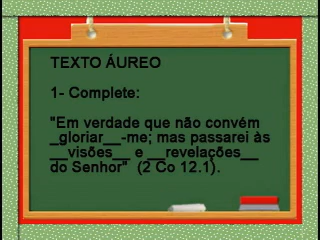 TEXTO ÁUREO
1- Complete:
"Em verdade que não convém
_gloriar__-me; mas passarei às
__visões__ e __revelações__
do Senhor" (2 Co 12.1).